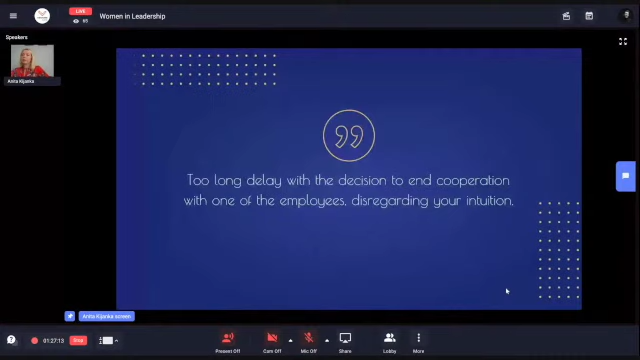 Women in Leadership
LIVE
Speakers
Anita Kijanka
Too long delay with the decision to end cooperation
with one of the employees, disregarding your intuition.
Anita Kijanka screen
01:27:13
Stop
Present Off
Cam Off
Mic Off
Share
Lobby
More